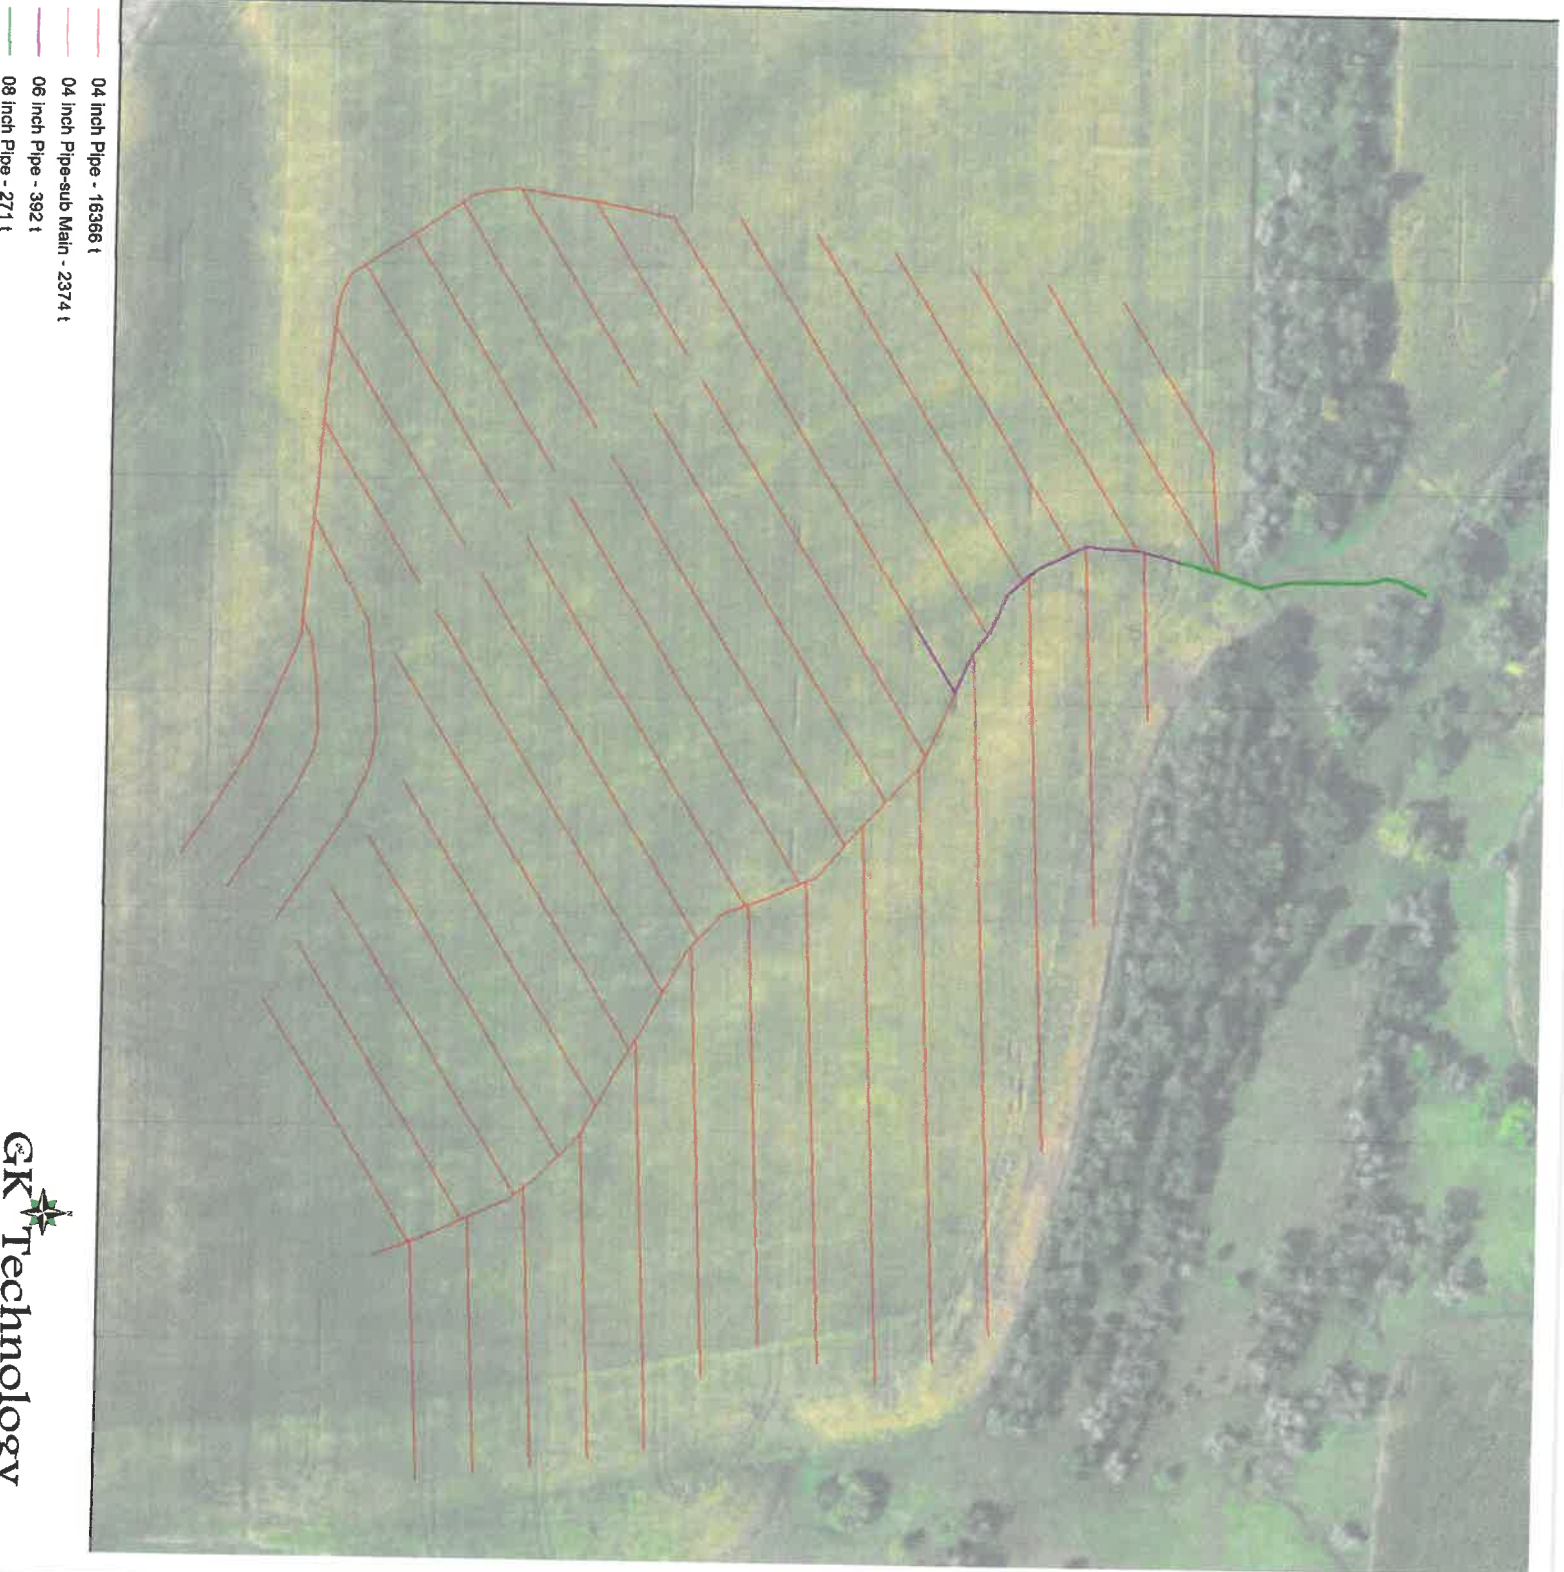 04 inch Pipe - 16366 t
04 inch Pipe-sub Main - 2374 t
06 inch Pipe - 392 t
08 inch Pipe - 271 t
GK Technology
N